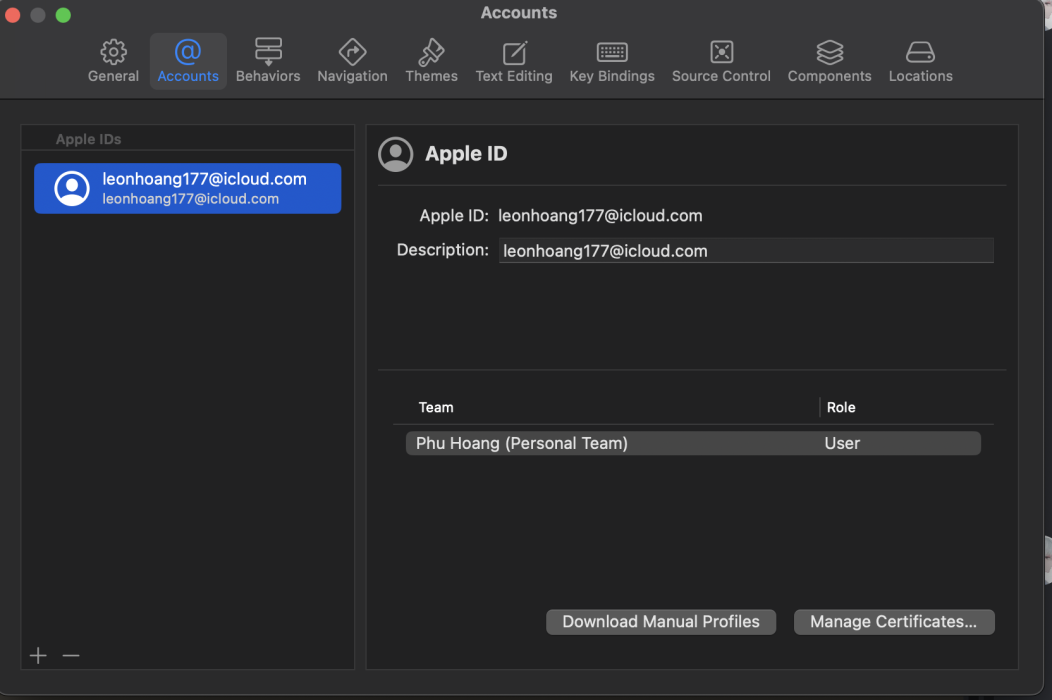 Accounts
General
Accounts
Behaviors
Navigation
Themes
Text Editing
Key Bindings
Source Control
Components
Locations
Apple IDs
leonhoang177@icloud.com
leonhoang177@icloud.com
Apple ID
Apple ID: leonhoang177@icloud.com
Description: leonhoang177@icloud.com
Team Role
Phu Hoang (Personal Team) User
Download Manual Profiles Manage Certificates...